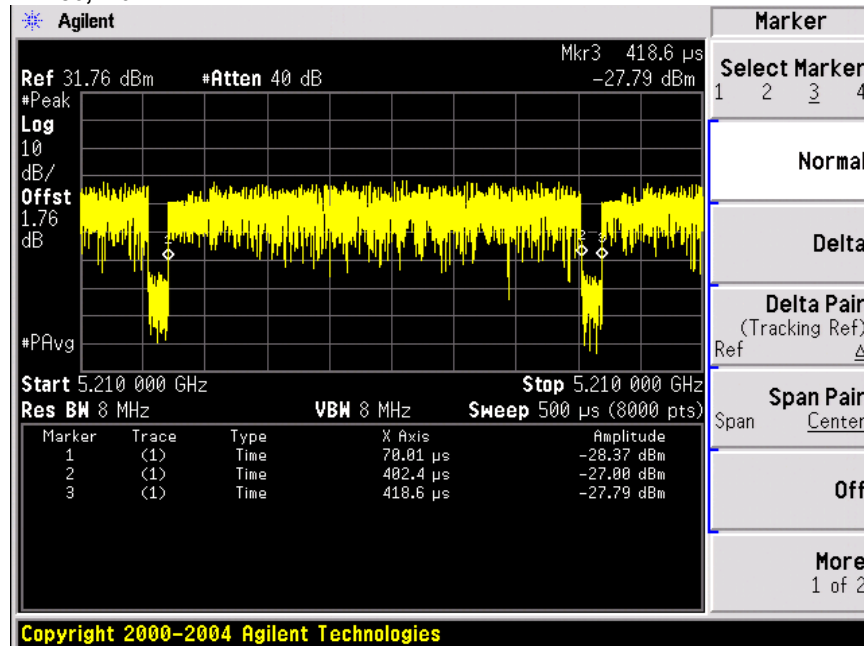 Agilent
Marker
Mkr3 418.6 µs
Ref 31.76 dBm #Atten 40 dB -27.79 dBm
#Peak
Log
10
dB/
Offst
1.76
dB
#PAvg
2 3
Start 5.210 000 GHz Stop 5.210 000 GHz
Res BW 8 MHz VBW 8 MHz Sweep 500 µs (8000 pts)
Marker Trace Type X Axis Amplitude
1 (1) Time 70.01 µs -28.37 dBm
2 (1) Time 402.4 µs -27.00 dBm
3 (1) Time 418.6 µs -27.79 dBm
Select Marker
1 2 3 4
Normal
Delta
Delta Pair
(Tracking Ref)
Ref Δ
Span Pair
Span Center
Off
More
1 of 2
Copyright 2000-2004 Agilent Technologies